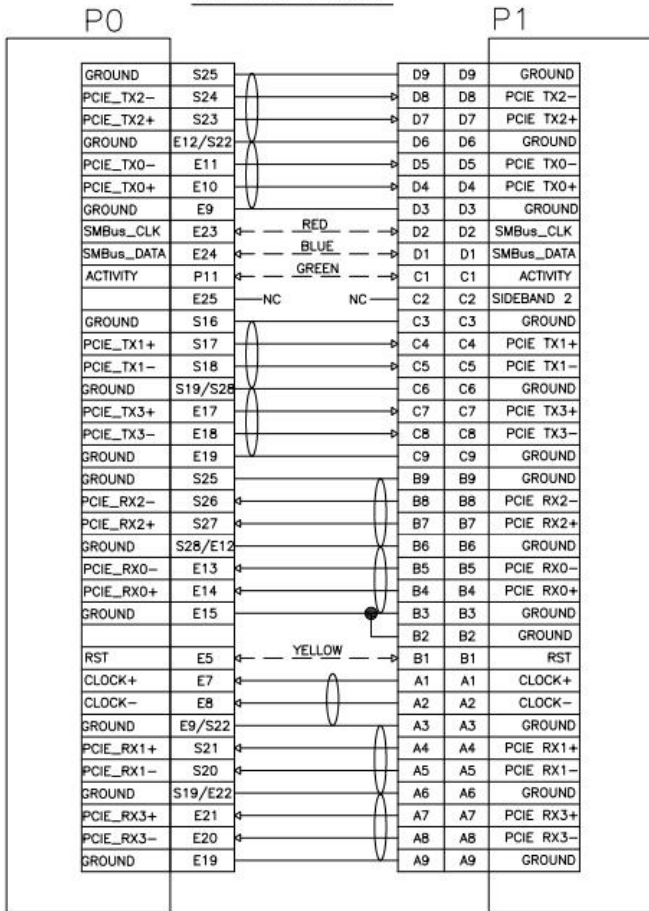 P0 P1
GROUND S25 D9 D9 GROUND
PCIE_TX2- S24 D8 D8 PCIE TX2-
PCIE_TX2+ S23 D7 D7 PCIE TX2+
GROUND E12/S22 D6 D6 GROUND
PCIE_TX0- E11 D5 D5 PCIE TX0-
PCIE_TX0+ E10 D4 D4 PCIE TX0+
GROUND E9 D3 D3 GROUND
SMBus_CLK E23 RED D2 D2 SMBus_CLK
SMBus_DATA E24 BLUE D1 D1 SMBus_DATA
ACTIVITY P11 GREEN C1 C1 ACTIVITY
E25 NC NC C2 C2 SIDEBAND 2
GROUND S16 C3 C3 GROUND
PCIE_TX1+ S17 C4 C4 PCIE TX1+
PCIE_TX1- S18 C5 C5 PCIE TX1-
GROUND S19/S28 C6 C6 GROUND
PCIE_TX3+ E17 C7 C7 PCIE TX3+
PCIE_TX3- E18 C8 C8 PCIE TX3-
GROUND E19 C9 C9 GROUND
GROUND S25 B9 B9 GROUND
PCIE_RX2- S26 B8 B8 PCIE RX2-
PCIE_RX2+ S27 B7 B7 PCIE RX2+
GROUND S28/E12 B6 B6 GROUND
PCIE_RX0- E13 B5 B5 PCIE RX0-
PCIE_RX0+ E14 B4 B4 PCIE RX0+
GROUND E15 B3 B3 GROUND
B2 B2 GROUND
RST E5 YELLOW B1 B1 RST
CLOCK+ E7 A1 A1 CLOCK+
CLOCK- E8 A2 A2 CLOCK-
GROUND E9/S22 A3 A3 GROUND
PCIE_RX1+ S21 A4 A4 PCIE RX1+
PCIE_RX1- S20 A5 A5 PCIE RX1-
GROUND S19/E22 A6 A6 GROUND
PCIE_RX3+ E21 A7 A7 PCIE RX3+
PCIE_RX3- E20 A8 A8 PCIE RX3-
GROUND E19 A9 A9 GROUND